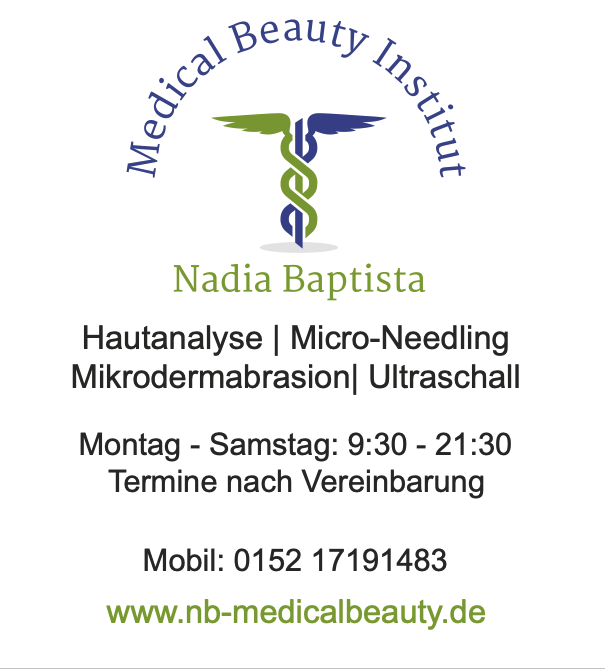 Medical Beauty Institut
Nadia Baptista
Hautanalyse | Micro-Needling
Mikrodermabrasion| Ultraschall
Montag - Samstag: 9:30 - 21:30
Termine nach Vereinbarung
Mobil: 0152 17191483
www.nb-medicalbeauty.de